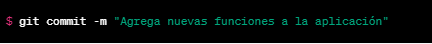 $ git commit -m "Agrega nuevas funciones a la aplicación"